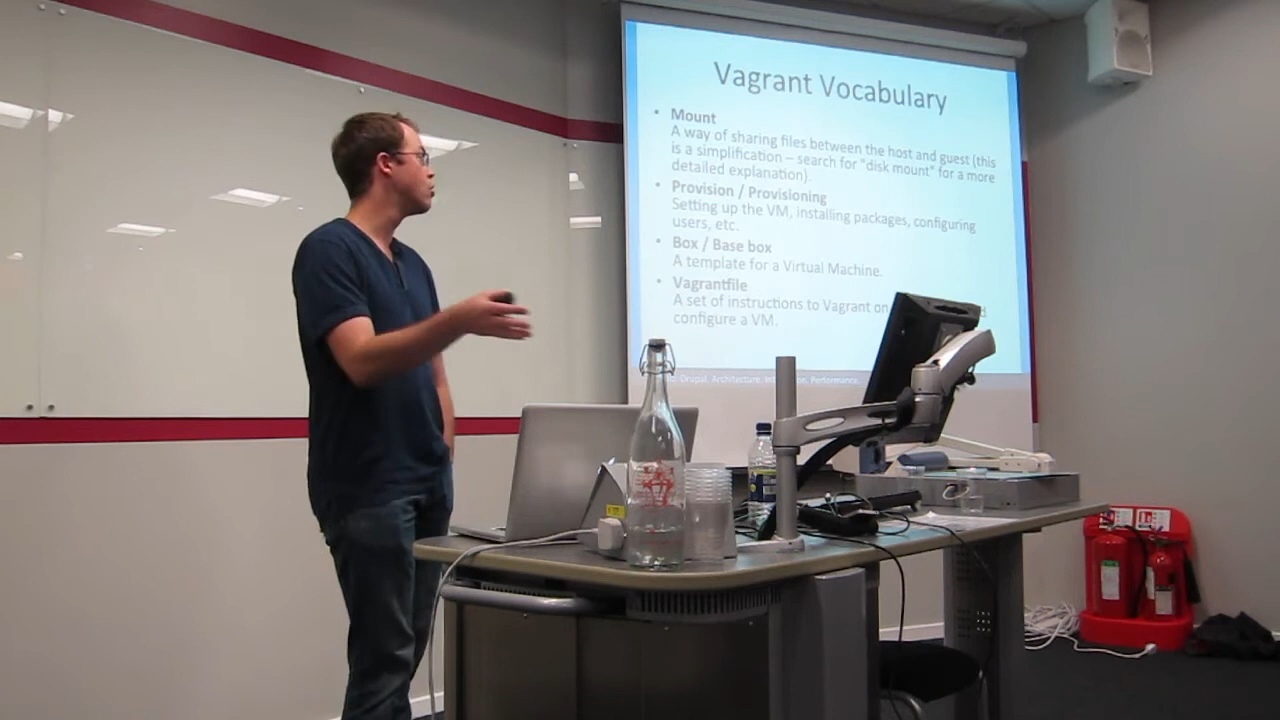 Vagrant Vocabulary
• Mount
A way of sharing files between the host and guest (this
is a simplification – search for "disk mount" for a more
detailed explanation).
• Provision / Provisioning
Setting up the VM, installing packages, configuring
users, etc.
• Box / Base box
A template for a Virtual Machine.
• Vagrantfile
A set of instructions to Vagrant on
configure a VM.
Drupal. Architecture. Performance.